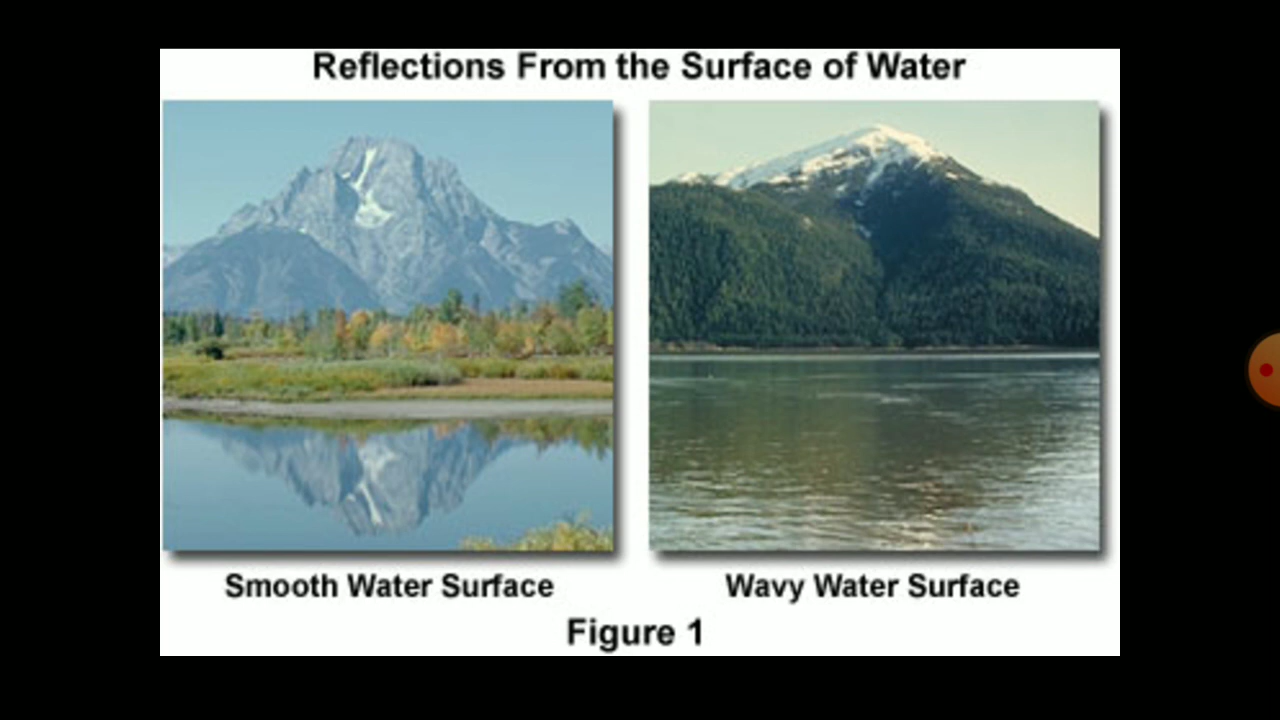 Reflections From the Surface of Water
Smooth Water Surface
Wavy Water Surface
Figure 1